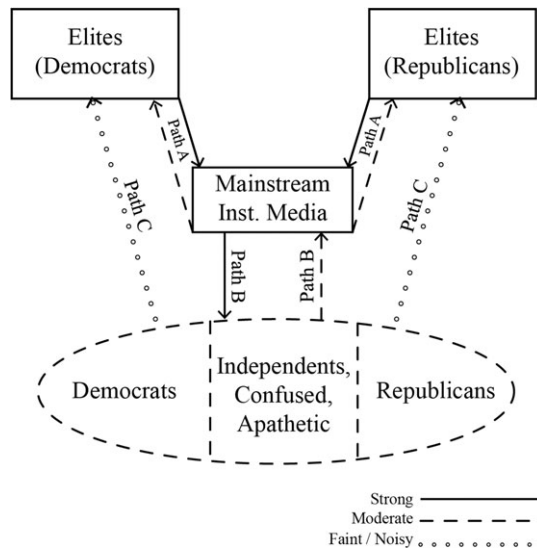 Elites
(Democrats)
Elites
(Republicans)
Path A
Path A
Mainstream
Inst. Media
Path C
Path C
Path B
Path B
Democrats
Independents,
Confused,
Apathetic
Republicans
Strong
Moderate
Faint / Noisy